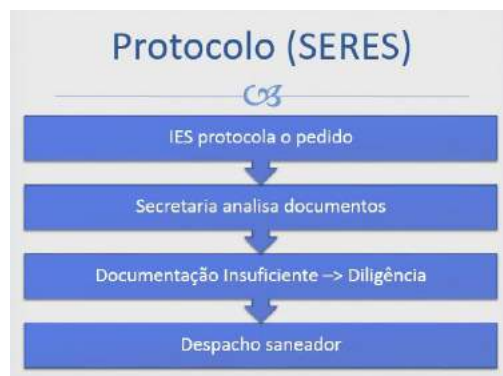 Protocolo (SERES)
IES protocola o pedido
Secretaria analisa documentos
Documentação Insuficiente –> Diligência
Despacho saneador